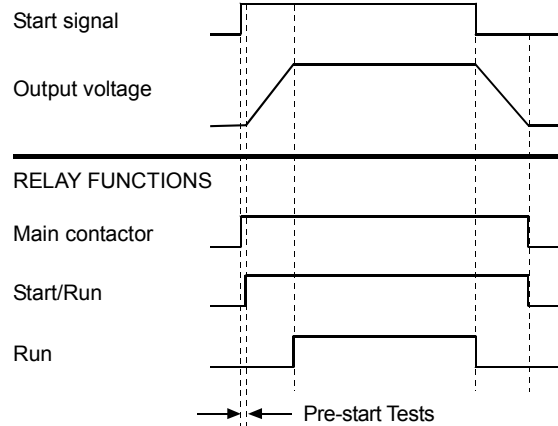 Start signal
Output voltage
RELAY FUNCTIONS
Main contactor
Start/Run
Run
Pre-start Tests